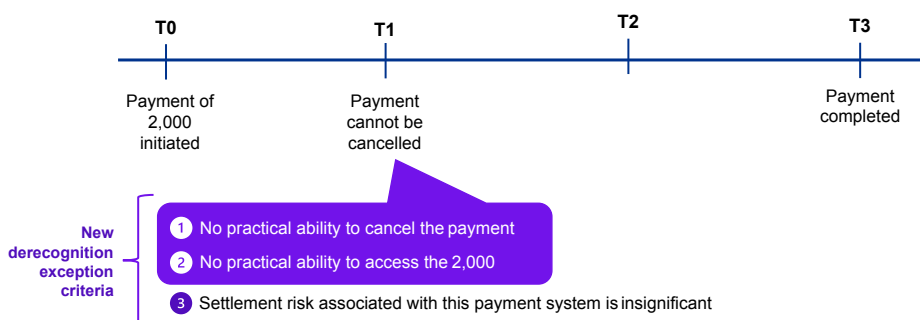 T0
T1
T2
T3
Payment of
2,000
initiated
Payment
cannot be
cancelled
Payment
completed
New
derecognition
exception
criteria
1 No practical ability to cancel the payment
2 No practical ability to access the 2,000
3 Settlement risk associated with this payment system is insignificant